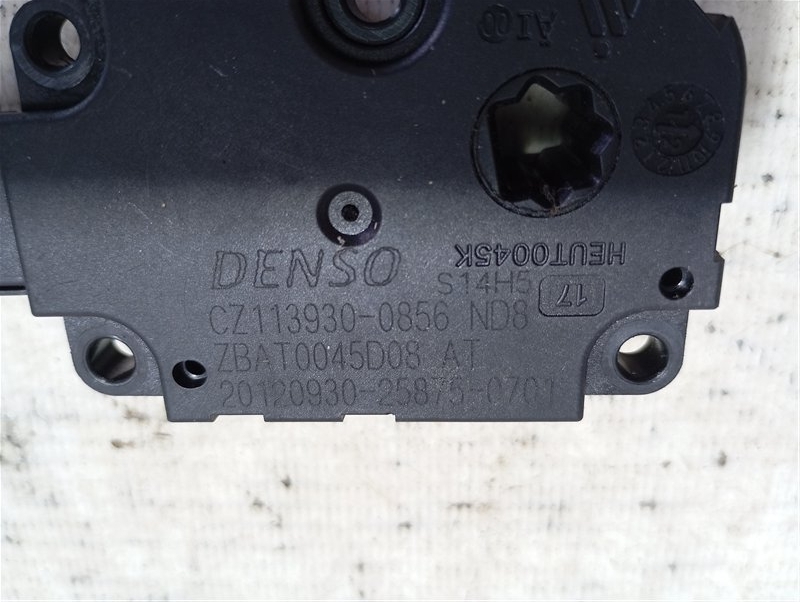 DENSO
S14H5
HEUT0045K
17
CZ113930-0856 ND8
ZBAT0045D08 AT
20120930-25875-0701